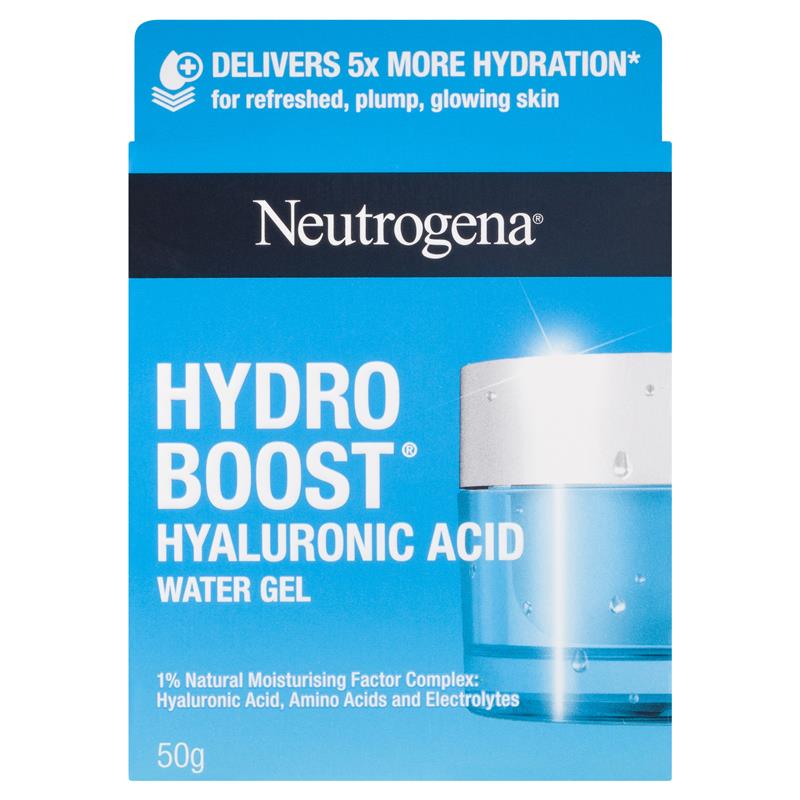 DELIVERS 5x MORE HYDRATION*
for refreshed, plump, glowing skin
Neutrogena®
HYDRO
BOOST®
HYALURONIC ACID
WATER GEL
1% Natural Moisturising Factor Complex:
Hyaluronic Acid, Amino Acids and Electrolytes
50g